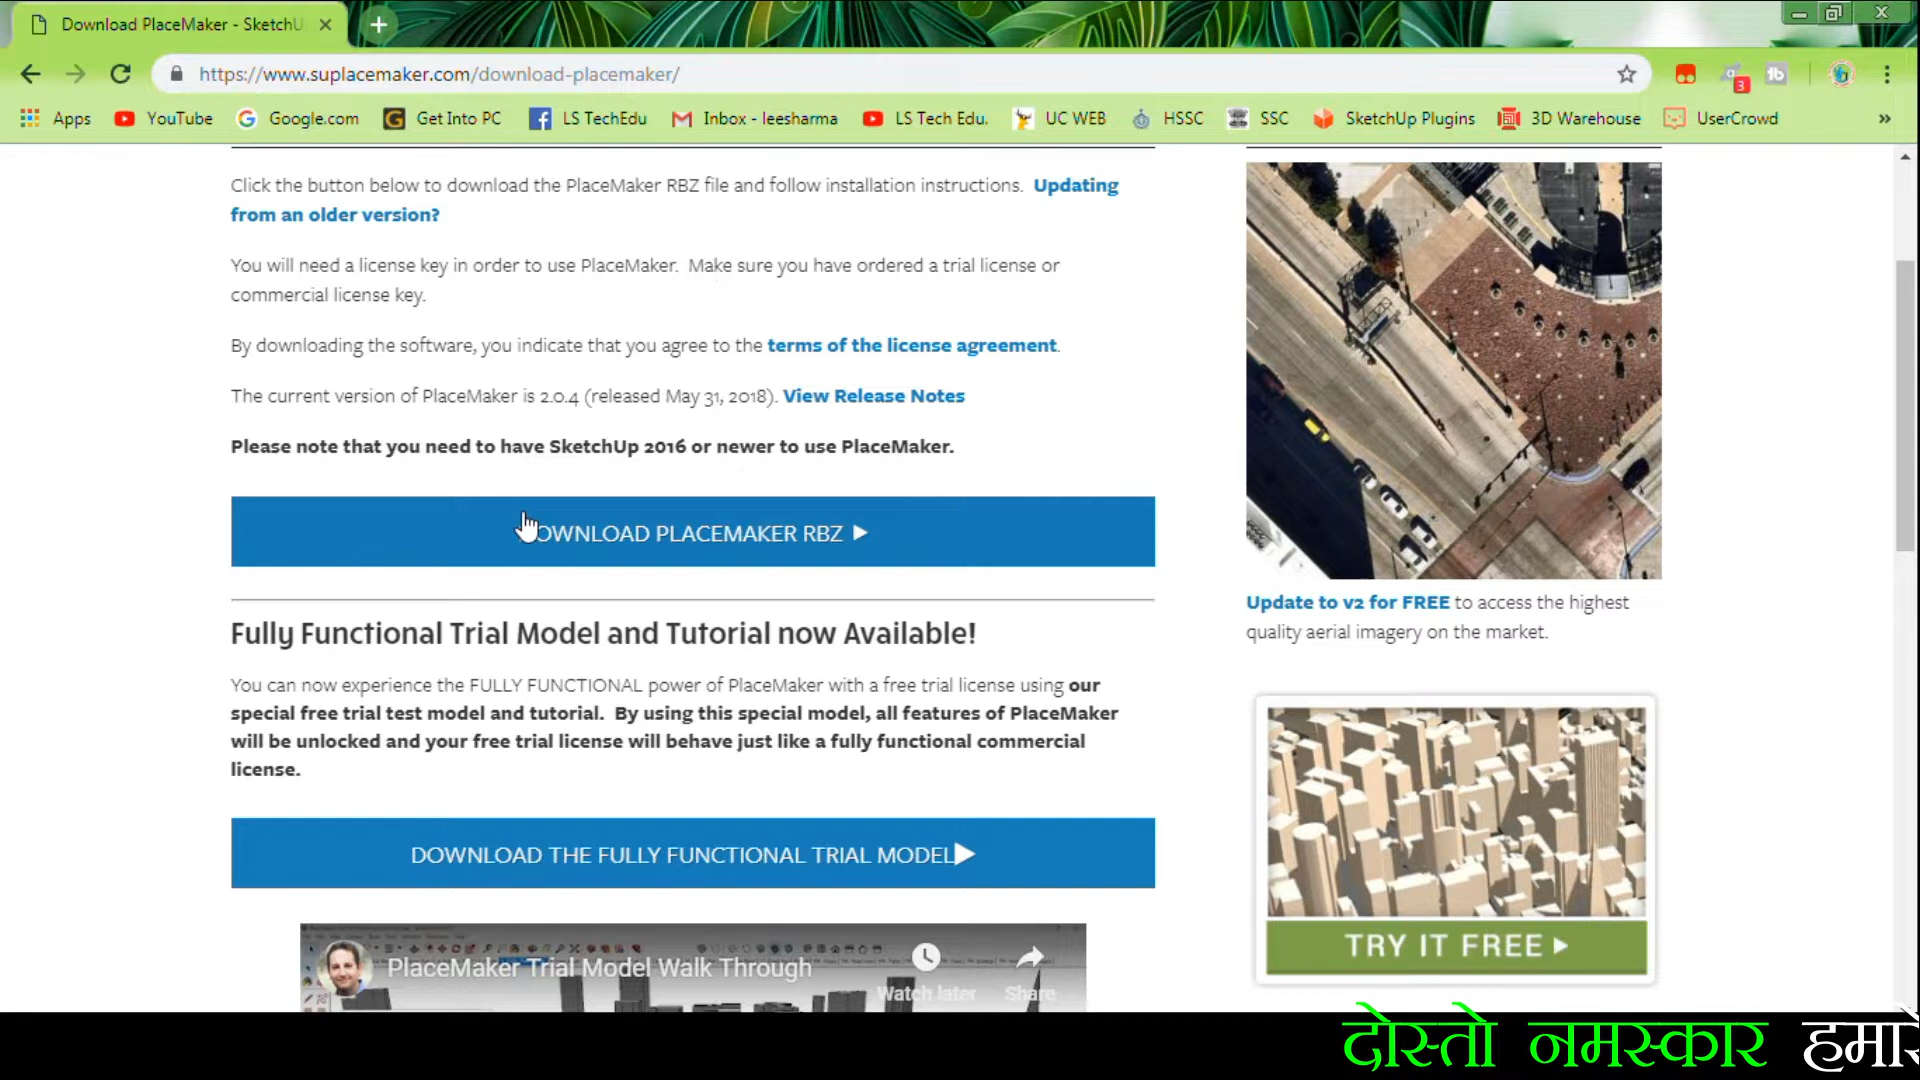 Download PlaceMaker - SketchU
https://www.suplacemaker.com/download-placemaker/
3
Apps YouTube Google.com Get Into PC LS TechEdu Inbox - leesharma LS Tech Edu. UC WEB HSSC SSC SketchUp Plugins 3D Warehouse UserCrowd »
Click the button below to download the PlaceMaker RBZ file and follow installation instructions. Updating
from an older version?
You will need a license key in order to use PlaceMaker. Make sure you have ordered a trial license or
commercial license key.
By downloading the software, you indicate that you agree to the terms of the license agreement.
The current version of PlaceMaker is 2.0.4 (released May 31, 2018). View Release Notes
Please note that you need to have SketchUp 2016 or newer to use PlaceMaker.
DOWNLOAD PLACEMAKER RBZ
Fully Functional Trial Model and Tutorial now Available!
You can now experience the FULLY FUNCTIONAL power of PlaceMaker with a free trial license using our
special free trial test model and tutorial. By using this special model, all features of PlaceMaker
will be unlocked and your free trial license will behave just like a fully functional commercial
license.
DOWNLOAD THE FULLY FUNCTIONAL TRIAL MODEL
PlaceMaker Trial Model Walk Through
Watch later Share
Update to v2 for FREE to access the highest
quality aerial imagery on the market.
TRY IT FREE
दोस्तो नमस्कार हमारे